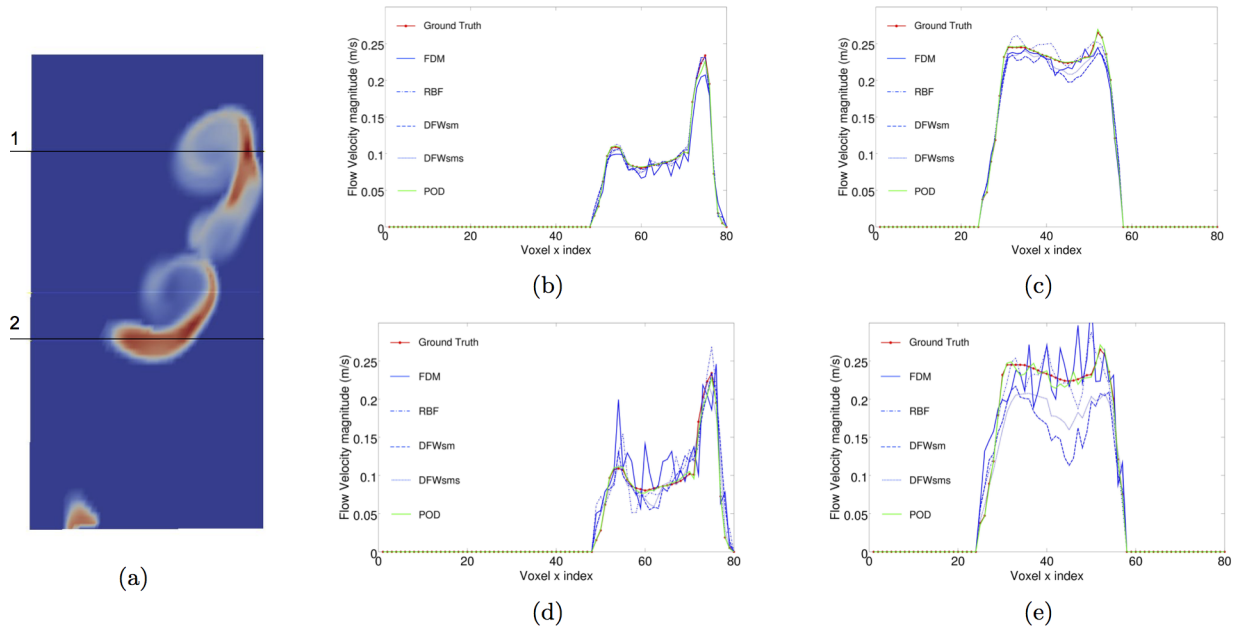 1
2
(a)
Flow Velocity magnitude (m/s)
0.25
0.2
0.15
0.1
0.05
0
Ground Truth
FDM
RBF
DFWsm
DFWsms
POD
0 20 40 60 80
Voxel x index
(b)
Flow Velocity magnitude (m/s)
0.25
0.2
0.15
0.1
0.05
0
Ground Truth
FDM
RBF
DFWsm
DFWsms
POD
0 20 40 60 80
Voxel x index
(c)
Flow Velocity magnitude (m/s)
0.25
0.2
0.15
0.1
0.05
0
Ground Truth
FDM
RBF
DFWsm
DFWsms
POD
0 20 40 60 80
Voxel x index
(d)
Flow Velocity magnitude (m/s)
0.25
0.2
0.15
0.1
0.05
0
Ground Truth
FDM
RBF
DFWsm
DFWsms
POD
0 20 40 60 80
Voxel x index
(e)